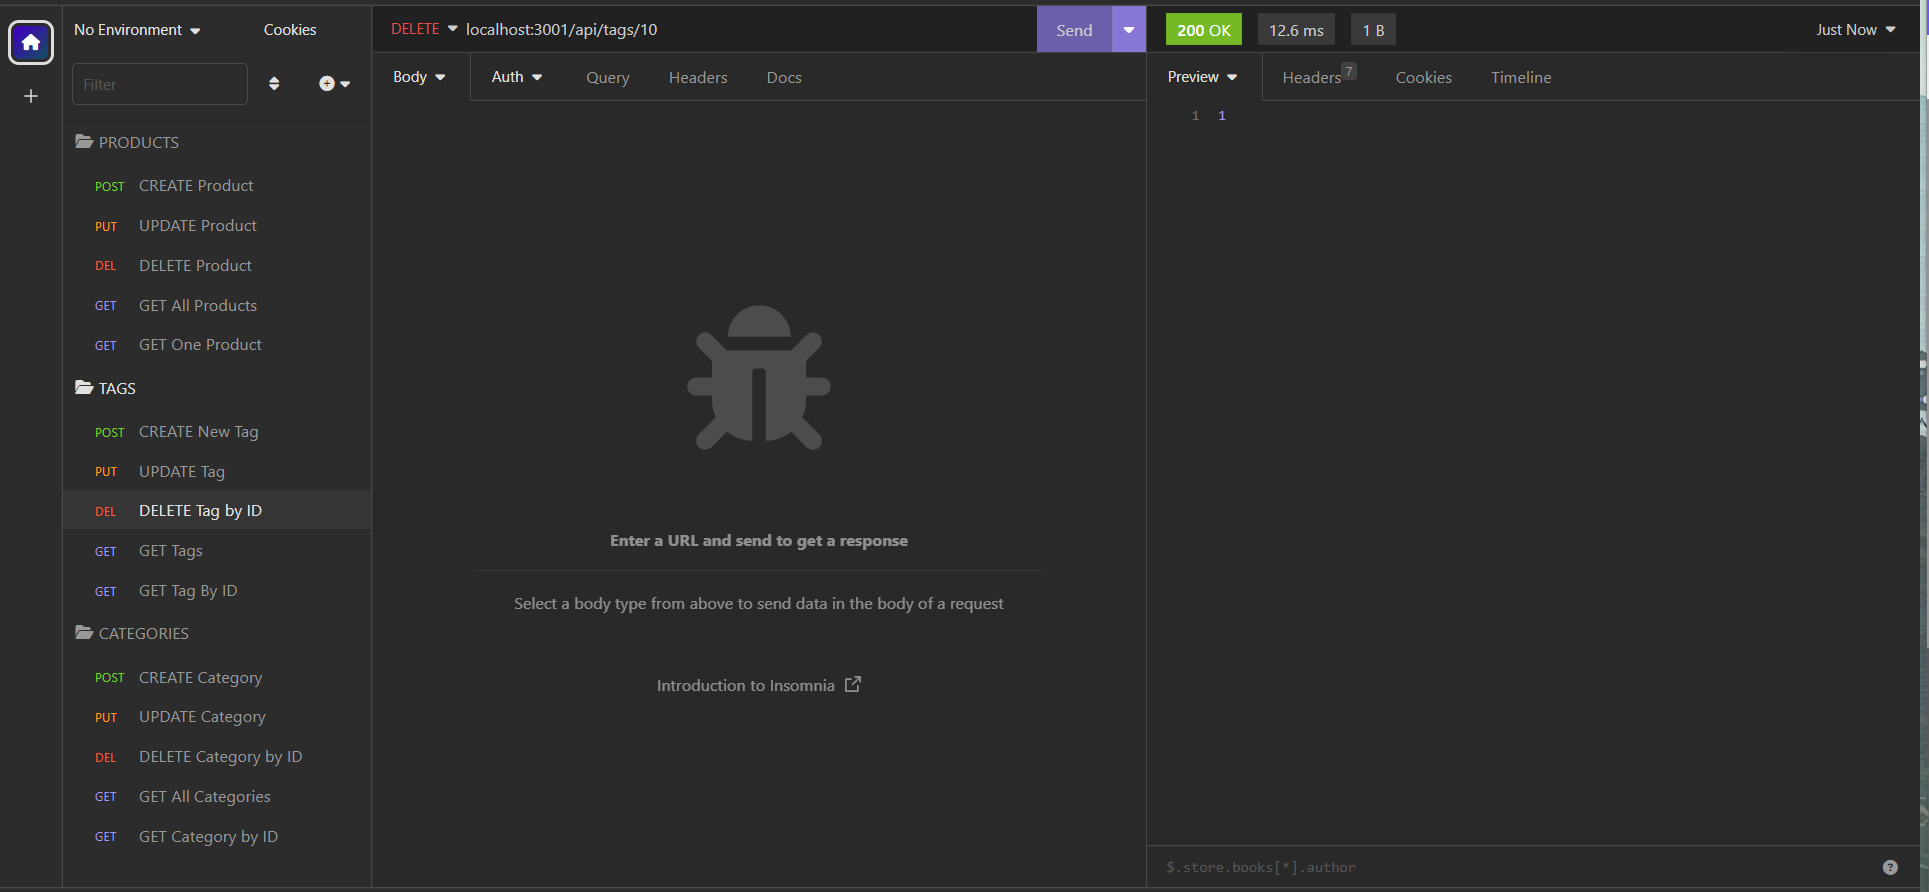 No Environment
Cookies
Filter
PRODUCTS
POST CREATE Product
PUT UPDATE Product
DEL DELETE Product
GET GET All Products
GET GET One Product
TAGS
POST CREATE New Tag
PUT UPDATE Tag
DEL DELETE Tag by ID
GET GET Tags
GET GET Tag By ID
CATEGORIES
POST CREATE Category
PUT UPDATE Category
DEL DELETE Category by ID
GET GET All Categories
GET GET Category by ID
DELETE localhost:3001/api/tags/10 Send
Body Auth Query Headers Docs
Enter a URL and send to get a response
Select a body type from above to send data in the body of a request
Introduction to Insomnia
200 OK 12.6 ms 1 B Just Now
Preview Headers 7 Cookies Timeline
1 1
$.store.books[*].author ?